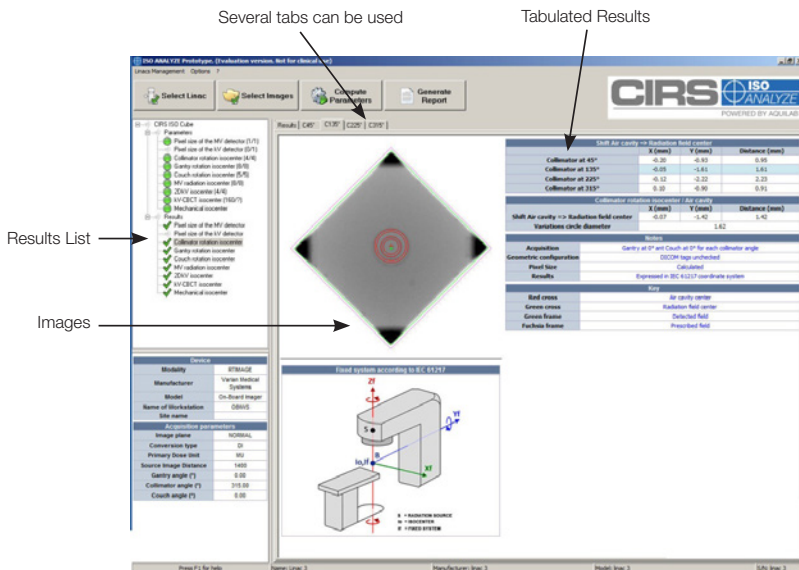 Several tabs can be used
Tabulated Results
Results List
Images
ISO ANALYZE Prototype. (Evaluation version. Not for clinical use)
Linacs Management Options ?
Select Linac
Select Images
Compute Parameters
Generate Report
CIRS ISO ANALYZE
POWERED BY AQUILAB
CIRS ISO Cube
Parameters
Pixel size of the MV detector (1/1)
Pixel size of the kV detector (0/1)
Collimator rotation isocenter (4/4)
Gantry rotation isocenter (8/8)
Couch rotation isocenter (5/5)
MV radiation isocenter (8/8)
2DkV isocenter (4/4)
kV-CBCT isocenter (160/?)
Mechanical isocenter
Results
Pixel size of the MV detector
Pixel size of the kV detector
Collimator rotation isocenter
Gantry rotation isocenter
Couch rotation isocenter
MV radiation isocenter
2DkV isocenter
kV-CBCT isocenter
Mechanical isocenter
Results C45° C135° C225° C315°
Shift Air cavity => Radiation field center
X (mm) Y (mm) Distance (mm)
Collimator at 45° -0.20 -0.93 0.95
Collimator at 135° -0.05 -1.61 1.61
Collimator at 225° -0.12 -2.22 2.23
Collimator at 315° 0.10 -0.90 0.91
Collimator rotation isocenter / Air cavity
X (mm) Y (mm) Distance (mm)
Shift Air cavity => Radiation field center -0.07 -1.42 1.42
Variations circle diameter 1.62
Notes
Acquisition Gantry at 0° ant Couch at 0° for each collimator angle
Geometric configuration DICOM tags unchecked
Pixel Size Calculated
Results Expressed in IEC 61217 coordinate system
Key
Red cross Air cavity center
Green cross Radiation field center
Green frame Detected field
Fuchsia frame Prescribed field
Device
Modality RTIMAGE
Manufacturer Varian Medical Systems
Model On-Board Imager
Name of Workstation OBIWS
Site name
Acquisition parameters
Image plane NORMAL
Conversion type DI
Primary Dose Unit MU
Source Image Distance 1400
Gantry angle (°) 0.00
Collimator angle (°) 315.00
Couch angle (°) 0.00
Fixed system according to IEC 61217
Zf
Yf
S
Io,If
Xf
S = RADIATION SOURCE
Io = ISOCENTER
If = FIXED SYSTEM
Press F1 for help
Name: Linac 3
Manufacturer: linac 3
Model: linac 3
S/N: linac 3